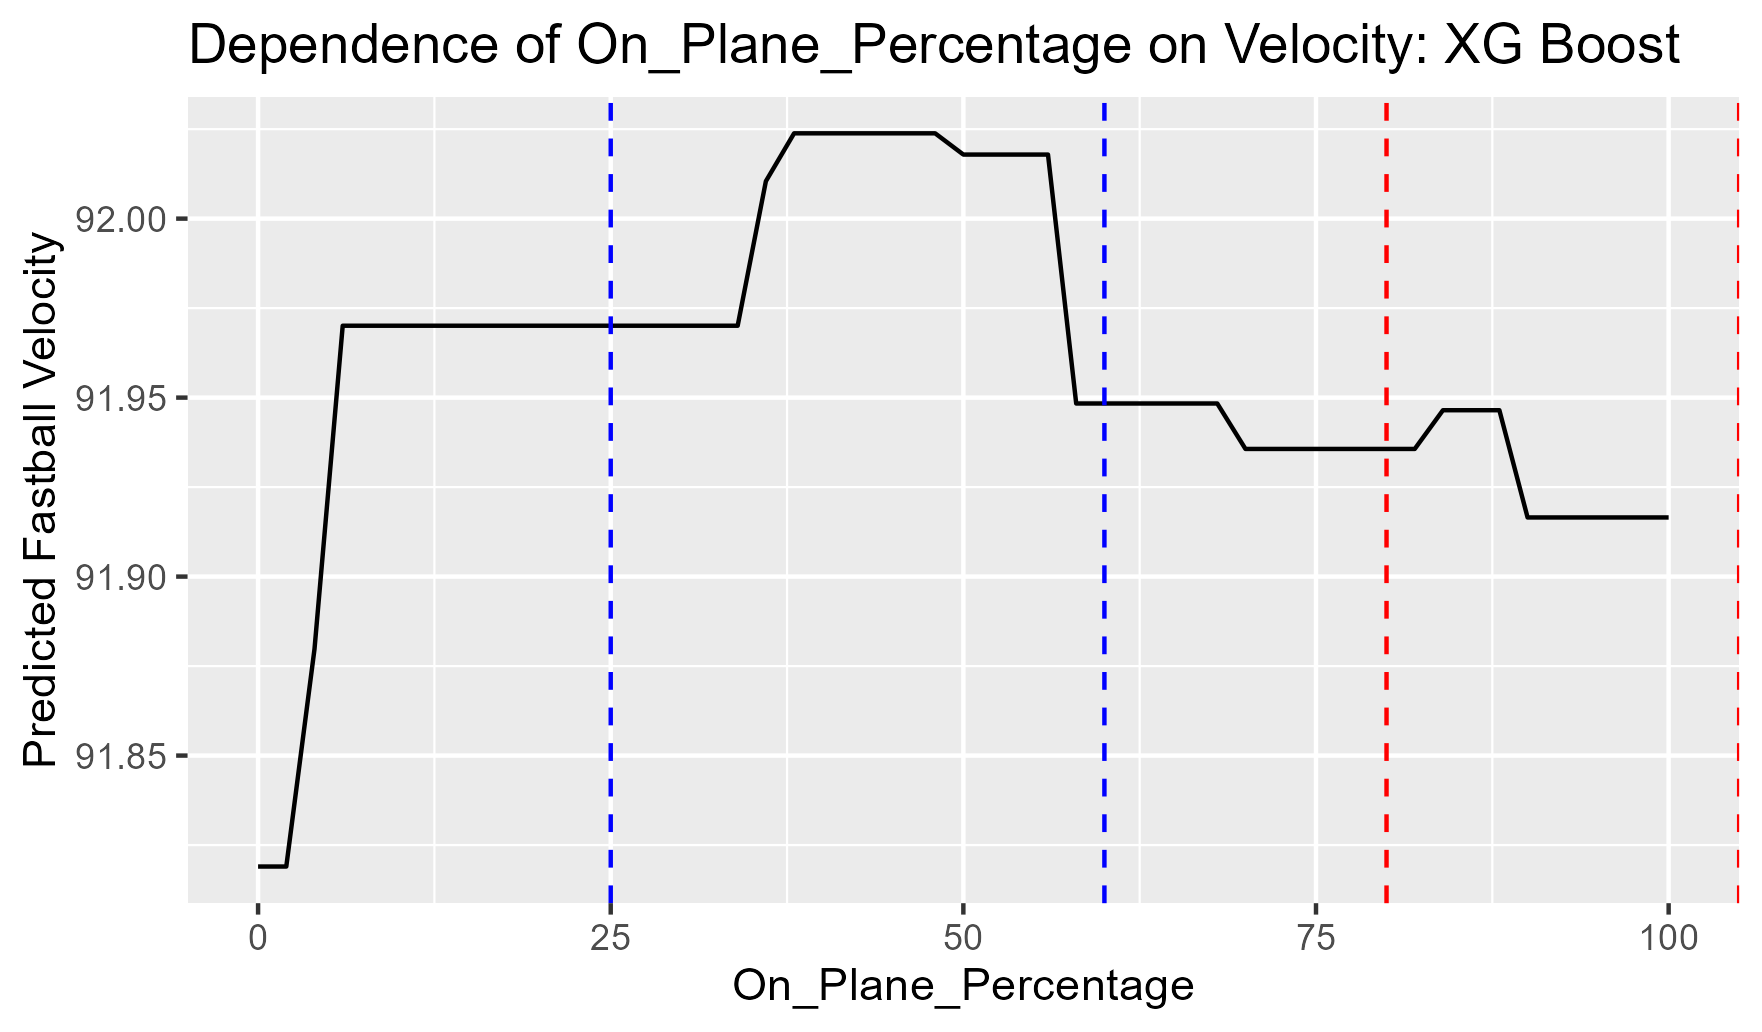 Dependence of On_Plane_Percentage on Velocity: XG Boost
Predicted Fastball Velocity
92.00
91.95
91.90
91.85
0 25 50 75 100
On_Plane_Percentage